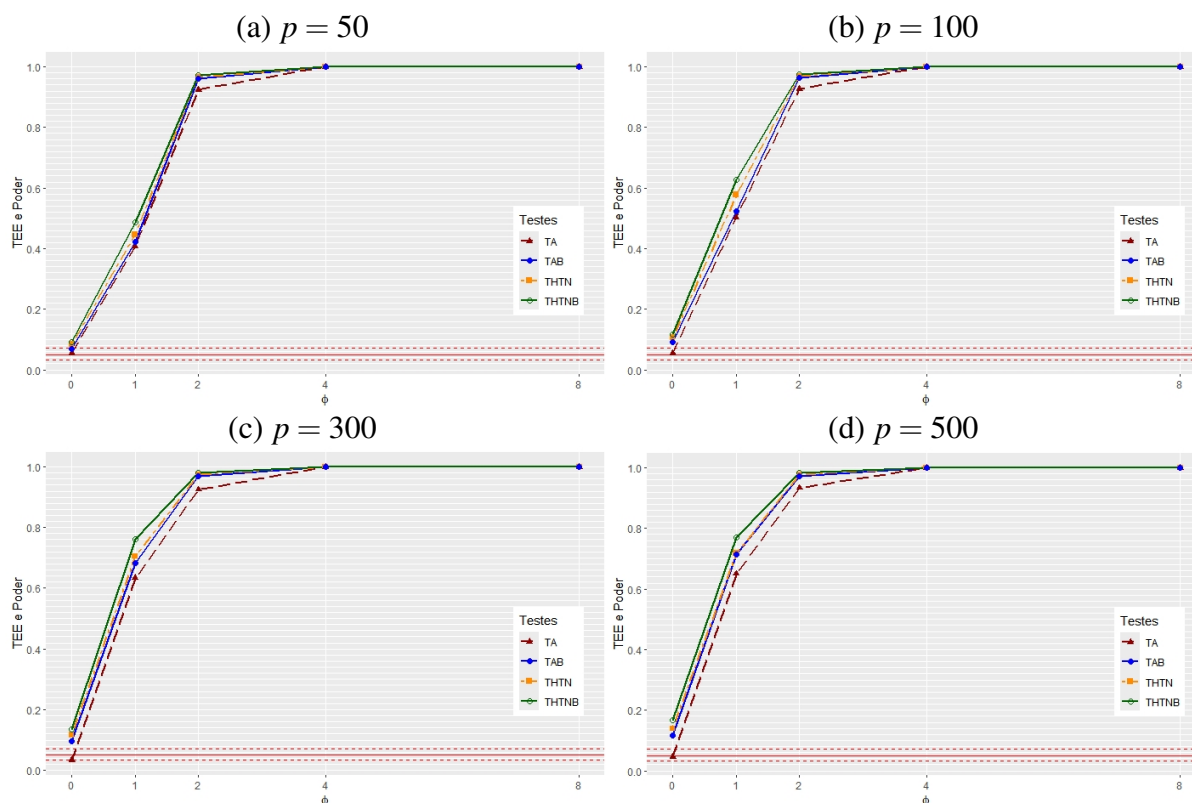 (a) p = 50
1.0
0.8
0.6
0.4
0.2
0.0
TEE e Poder
Testes
TA
TAB
THTN
THTNB
0 1 2 4 8
ϕ
(b) p = 100
1.0
0.8
0.6
0.4
0.2
0.0
TEE e Poder
Testes
TA
TAB
THTN
THTNB
0 1 2 4 8
ϕ
(c) p = 300
1.0
0.8
0.6
0.4
0.2
0.0
TEE e Poder
Testes
TA
TAB
THTN
THTNB
0 1 2 4 8
ϕ
(d) p = 500
1.0
0.8
0.6
0.4
0.2
0.0
TEE e Poder
Testes
TA
TAB
THTN
THTNB
0 1 2 4 8
ϕ